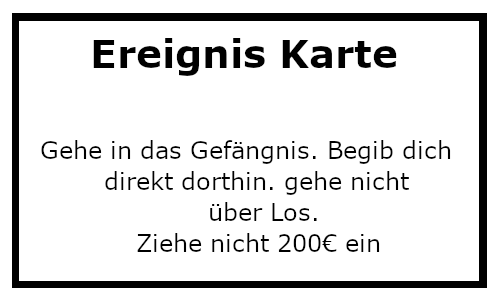 Ereignis Karte
Gehe in das Gefängnis. Begib dich
direkt dorthin. gehe nicht
über Los.
Ziehe nicht 200€ ein